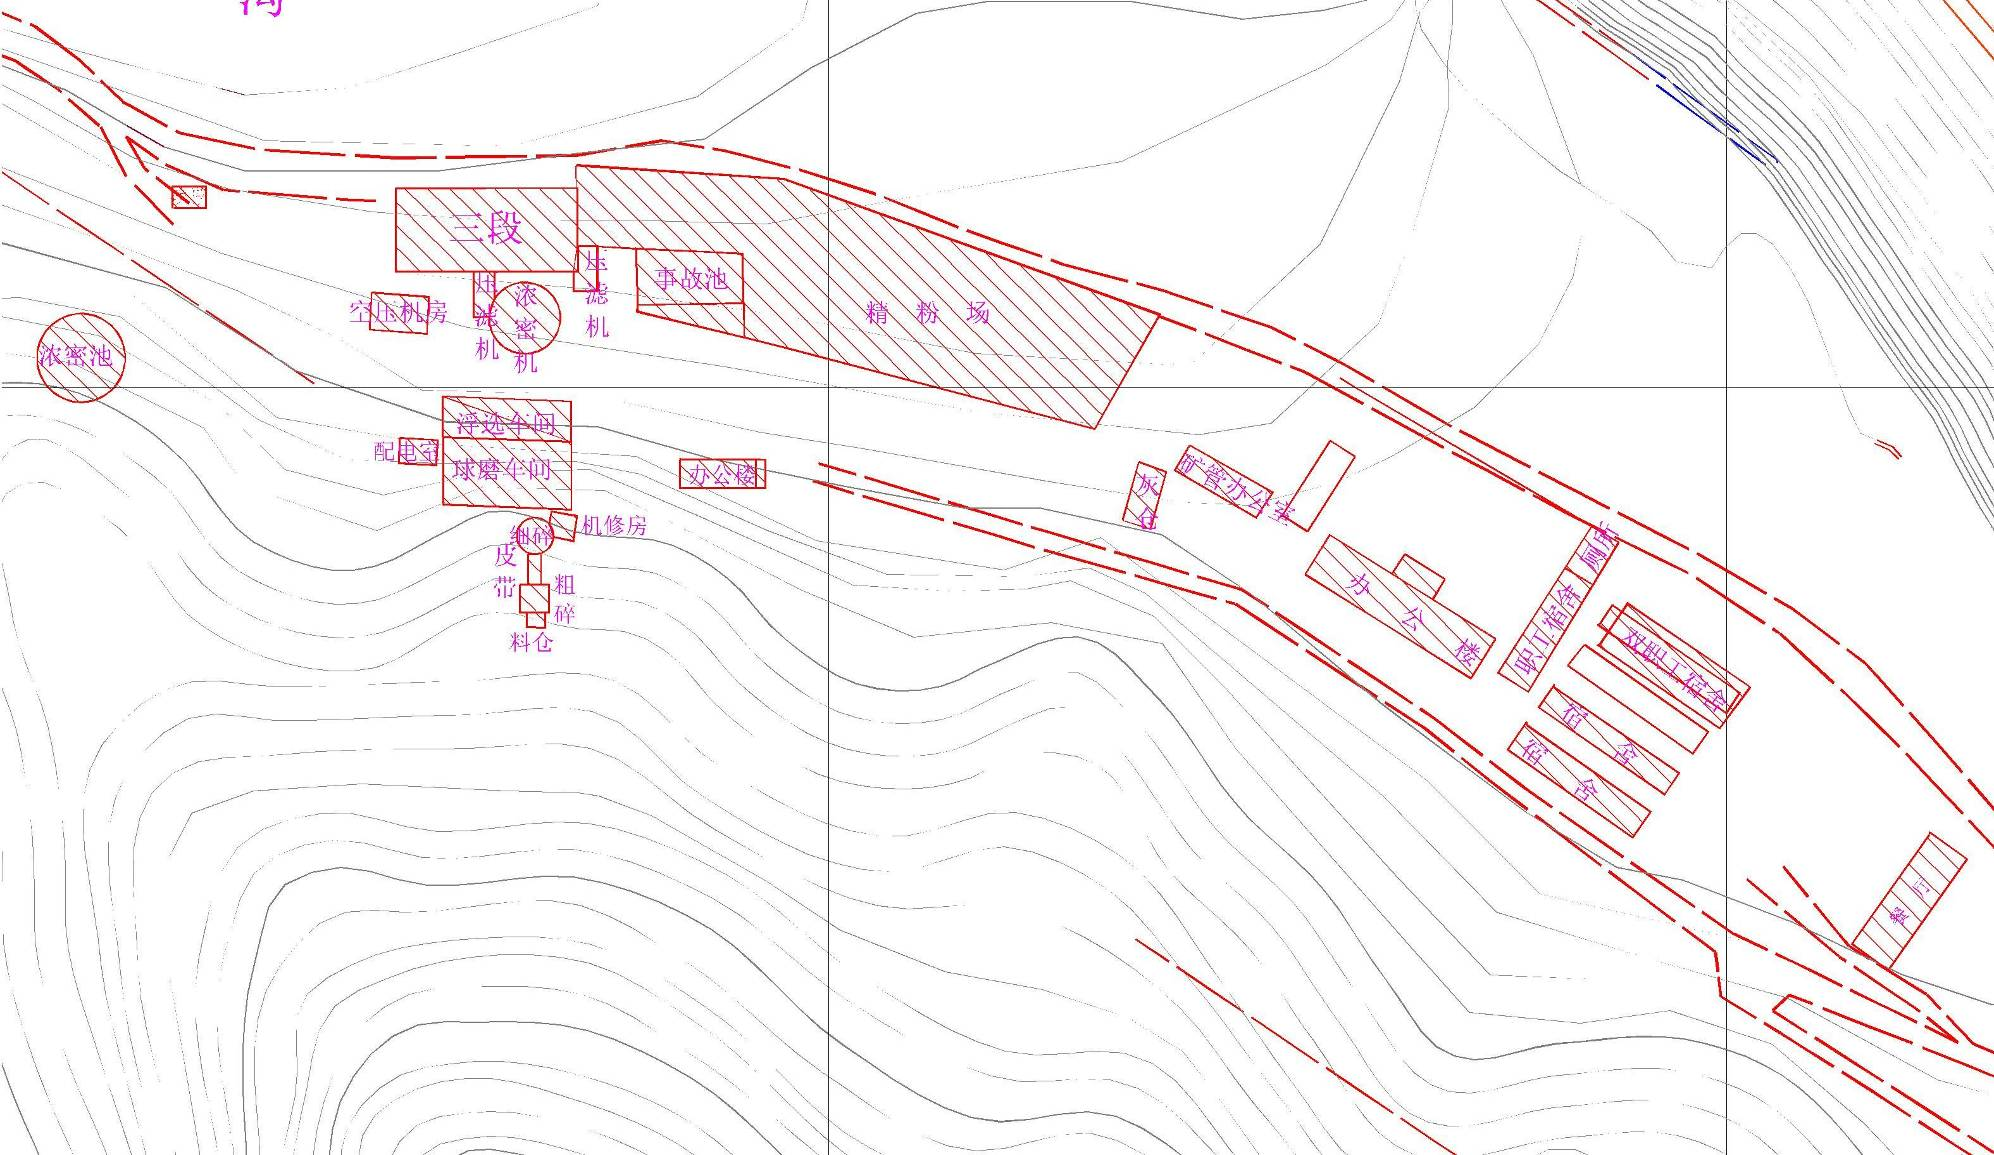 沟
三段
压滤机
事故池
精粉场
空压机房
压滤机
浓密机
浓密池
浮选车间
配电室
球磨车间
办公楼
细碎
机修房
皮带
粗碎
料仓
灰仓
矿管办公室
办公楼
厕所
职工宿舍
双职工宿舍
宿舍
宿舍
餐厅